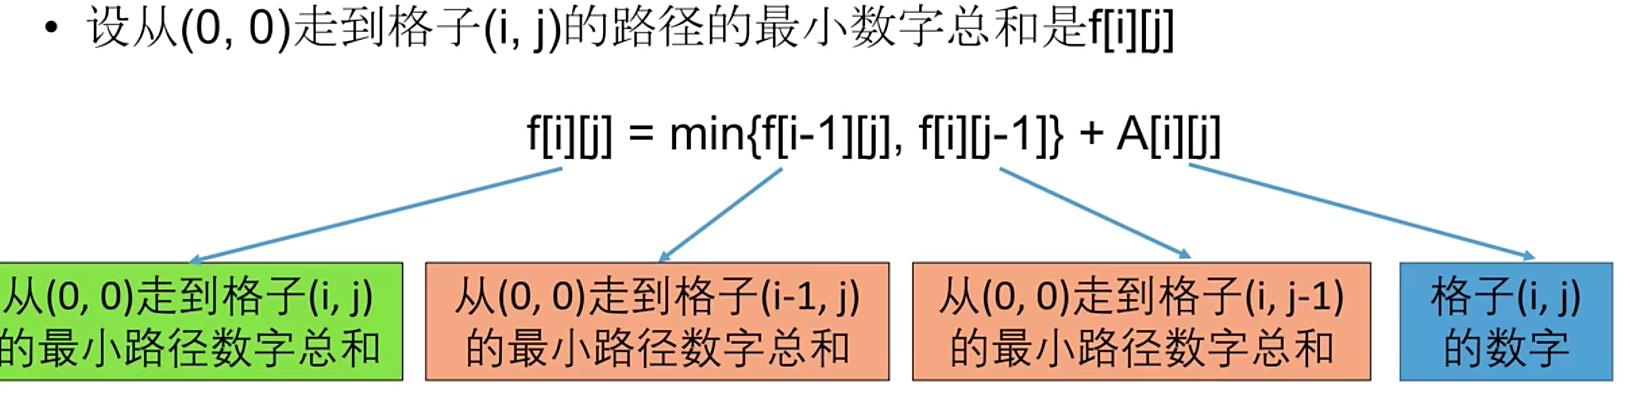 • 设从(0, 0)走到格子(i, j)的路径的最小数字总和是f[i][j]
f[i][j] = min{f[i-1][j], f[i][j-1]} + A[i][j]
从(0, 0)走到格子(i, j)
的最小路径数字总和
从(0, 0)走到格子(i-1, j)
的最小路径数字总和
从(0, 0)走到格子(i, j-1)
的最小路径数字总和
格子(i, j)
的数字